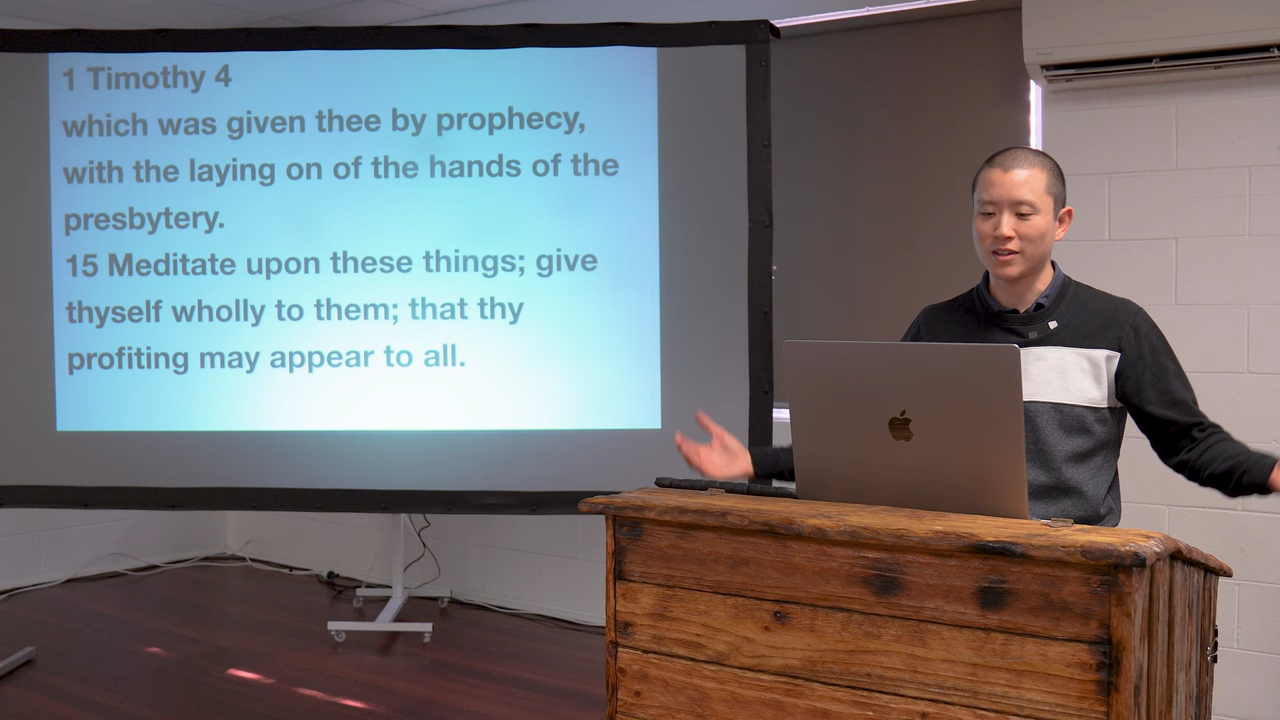 1 Timothy 4
which was given thee by prophecy,
with the laying on of the hands of the
presbytery.
15 Meditate upon these things; give
thyself wholly to them; that thy
profiting may appear to all.